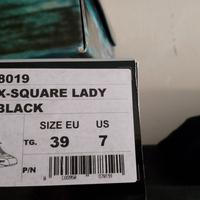 8019
X-SQUARE LADY
BLACK
SIZE EU US
TG. 39 7
P/N